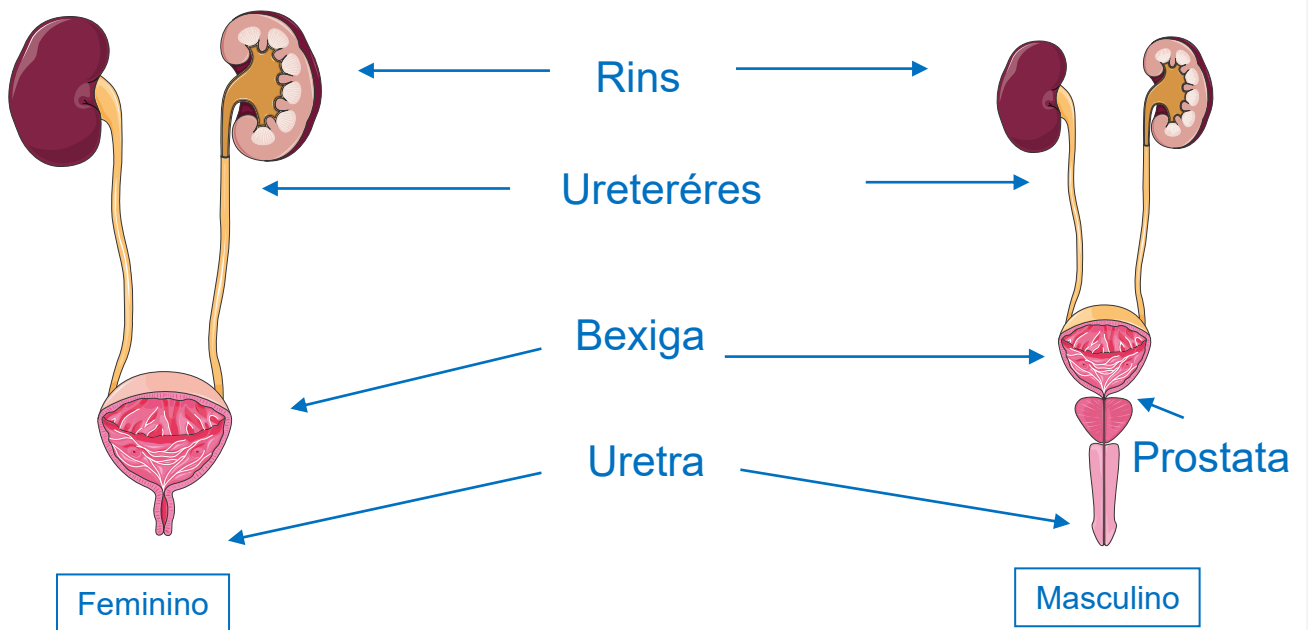 Rins
Ureteréres
Bexiga
Uretra
Prostata
Feminino
Masculino